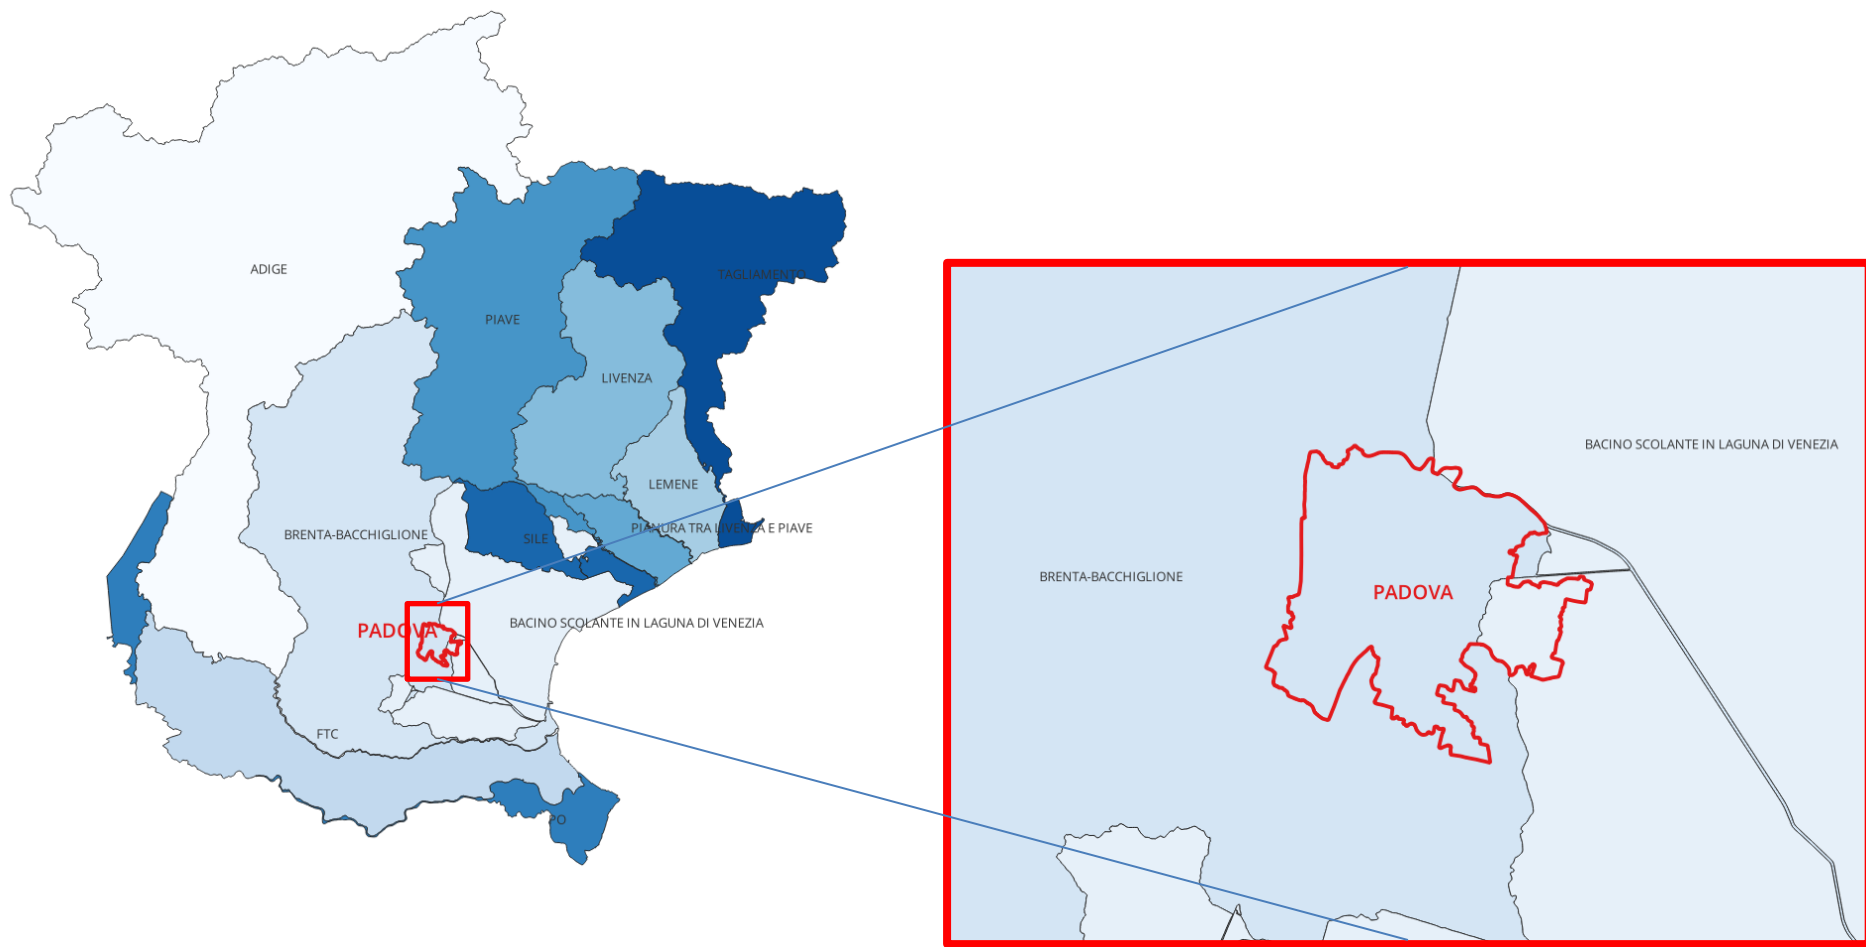 ADIGE
TAGLIAMENTO
PIAVE
LIVENZA
LEMENE
PIANURA TRA LIVENZA E PIAVE
BRENTA-BACCHIGLIONE
SILE
BACINO SCOLANTE IN LAGUNA DI VENEZIA
PADOVA
FTC
PO
BACINO SCOLANTE IN LAGUNA DI VENEZIA
BRENTA-BACCHIGLIONE
PADOVA